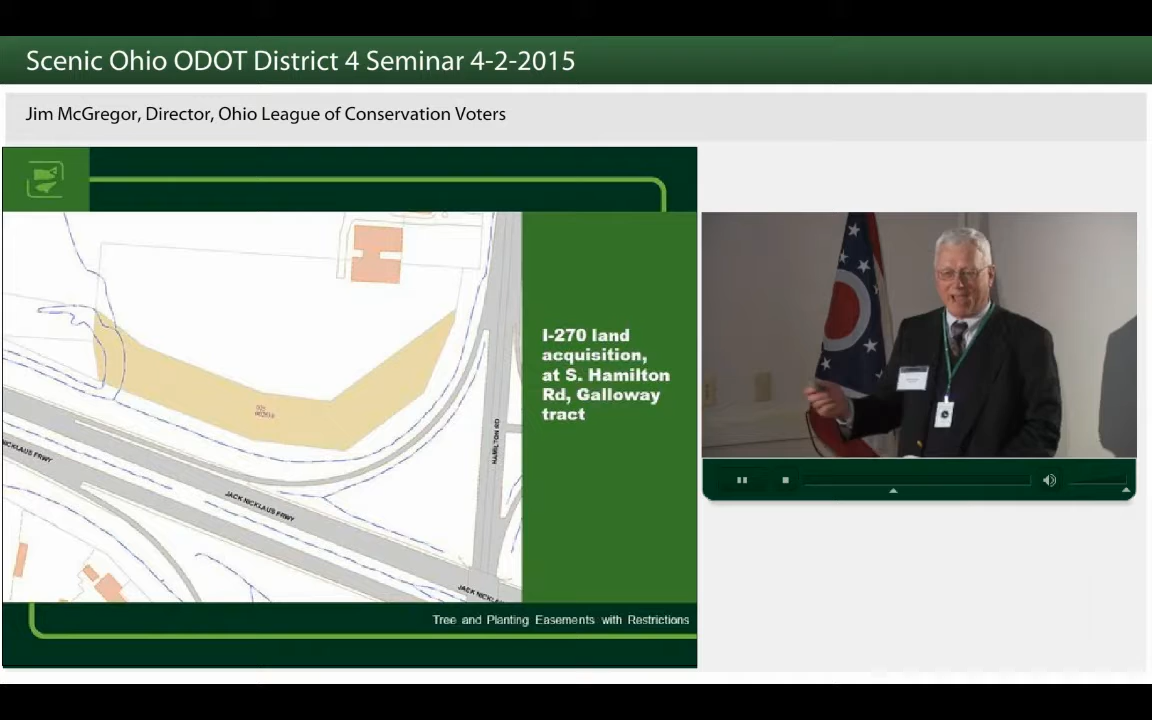 Scenic Ohio ODOT District 4 Seminar 4-2-2015
Jim McGregor, Director, Ohio League of Conservation Voters
I-270 land
acquisition,
at S. Hamilton
Rd, Galloway
tract
HAMILTON RD
NICKLAUS FRWY
JACK NICKLAUS FRWY
JACK NICKL
Tree and Planting Easements with Restrictions